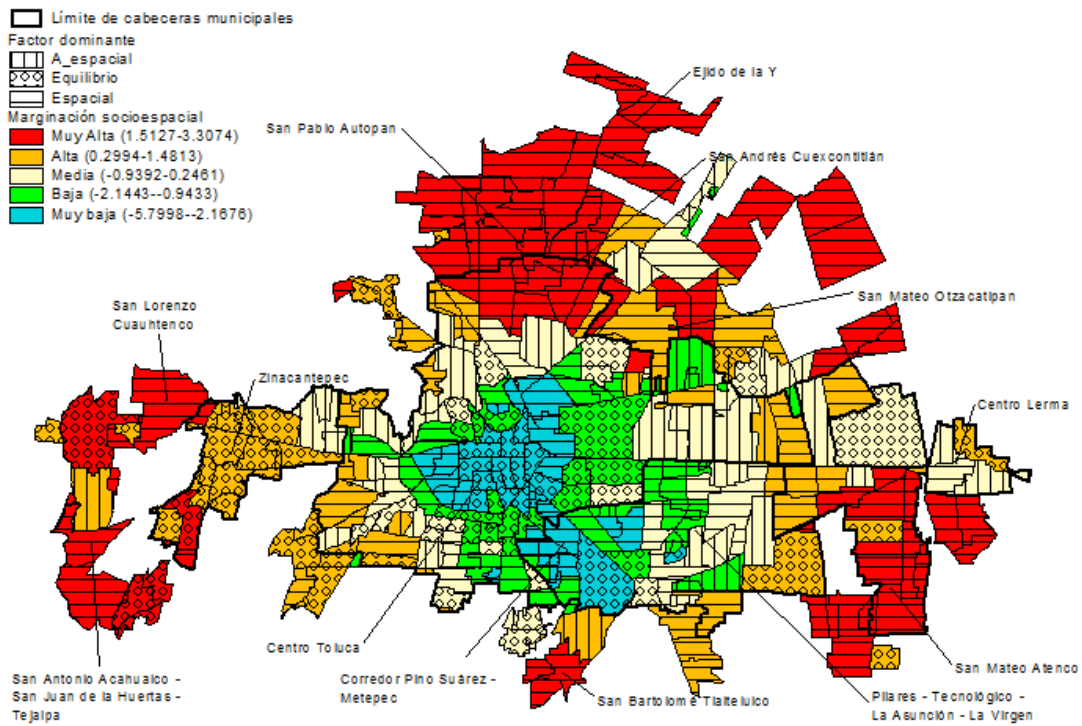 Límite de cabeceras municipales
Factor dominante
A_espacial
Equilibrio
Espacial
Marginación socioespacial
Muy Alta (1.5127-3.3074)
Alta (0.2994-1.4813)
Media (-0.9392-0.2461)
Baja (-2.1443--0.9433)
Muy baja (-5.7998--2.1676)
Ejido de la Y
San Pablo Autopan
San Andrés Cuexcontitlán
San Mateo Otzacatipan
San Lorenzo
Cuauhtenco
Zinacantepec
Centro Lerma
Centro Toluca
San Antonio Acahualco -
San Juan de la Huertas -
Tejalpa
Corredor Pino Suárez -
Metepec
San Bartolomé Tlaltelulco
Pilares - Tecnológico -
La Asunción - La Virgen
San Mateo Atenco